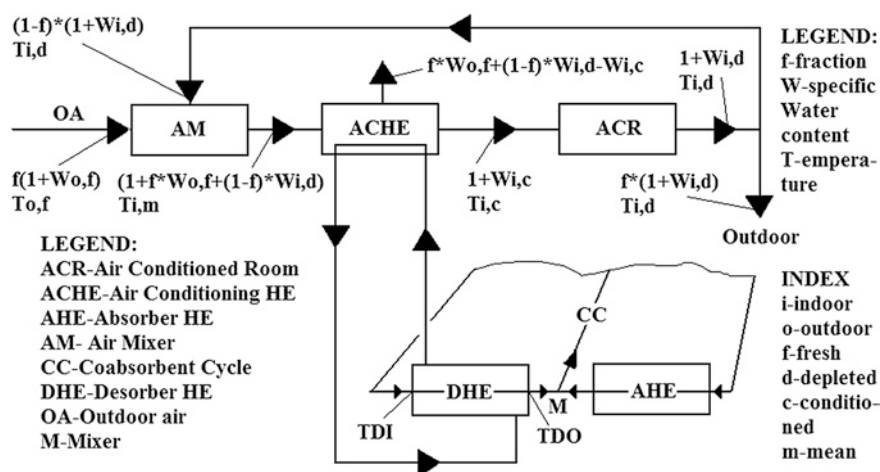 (1-f)*(1+Wi,d)
Ti,d
OA
AM
f(1+Wo,f)
To,f
(1+f*Wo,f+(1-f)*Wi,d)
Ti,m
f*Wo,f+(1-f)*Wi,d-Wi,c
ACHE
1+Wi,c
Ti,c
ACR
1+Wi,d
Ti,d
f*(1+Wi,d)
Ti,d
Outdoor
LEGEND:
f-fraction
W-specific
Water
content
T-empera-
ture
LEGEND:
ACR-Air Conditioned Room
ACHE-Air Conditioning HE
AHE-Absorber HE
AM- Air Mixer
CC-Coabsorbent Cycle
DHE-Desorber HE
OA-Outdoor air
M-Mixer
CC
DHE
M
AHE
TDI
TDO
INDEX
i-indoor
o-outdoor
f-fresh
d-depleted
c-conditio-
ned
m-mean